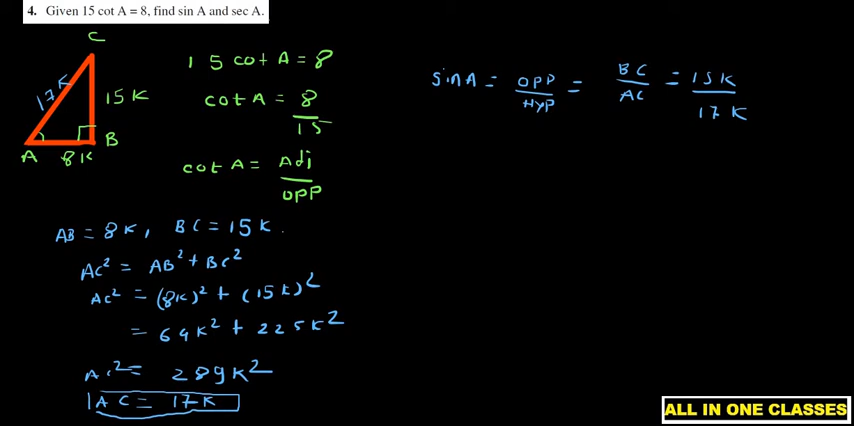 4. Given 15 cot A = 8, find sin A and sec A.
C
17K
15K
A
8K
B
15 cot A = 8
cot A = 8/15
cot A = Adj/OPP
AB = 8K, BC = 15K.
AC² = AB² + BC²
AC² = (8K)² + (15K)²
= 64K² + 225K²
AC² = 289K²
AC = 17K
sinA = OPP/HYP = BC/AC = 15K/17K
ALL IN ONE CLASSES